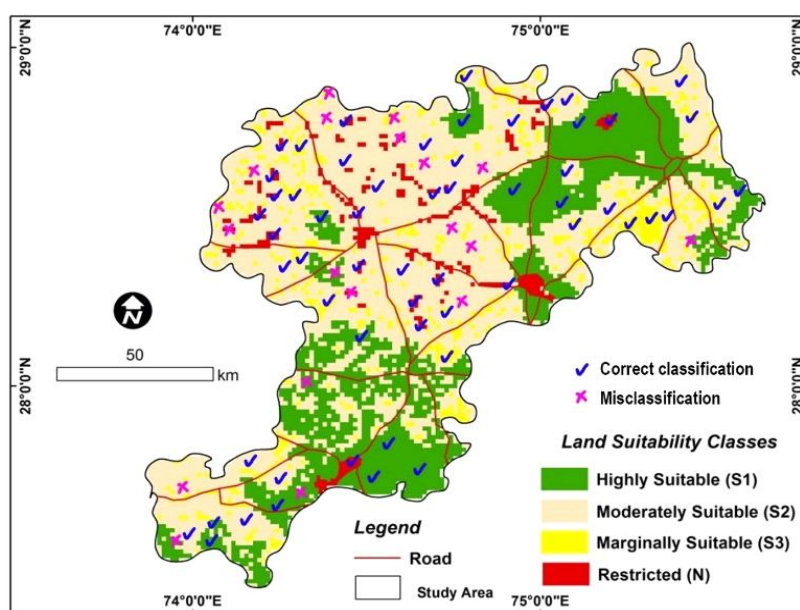 74°0'0"E 75°0'0"E
29°0'0"N 29°0'0"N
N
50
km
28°0'0"N 28°0'0"N
Correct classification
Misclassification
Land Suitability Classes
Highly Suitable (S1)
Moderately Suitable (S2)
Marginally Suitable (S3)
Restricted (N)
Legend
Road
Study Area
74°0'0"E 75°0'0"E